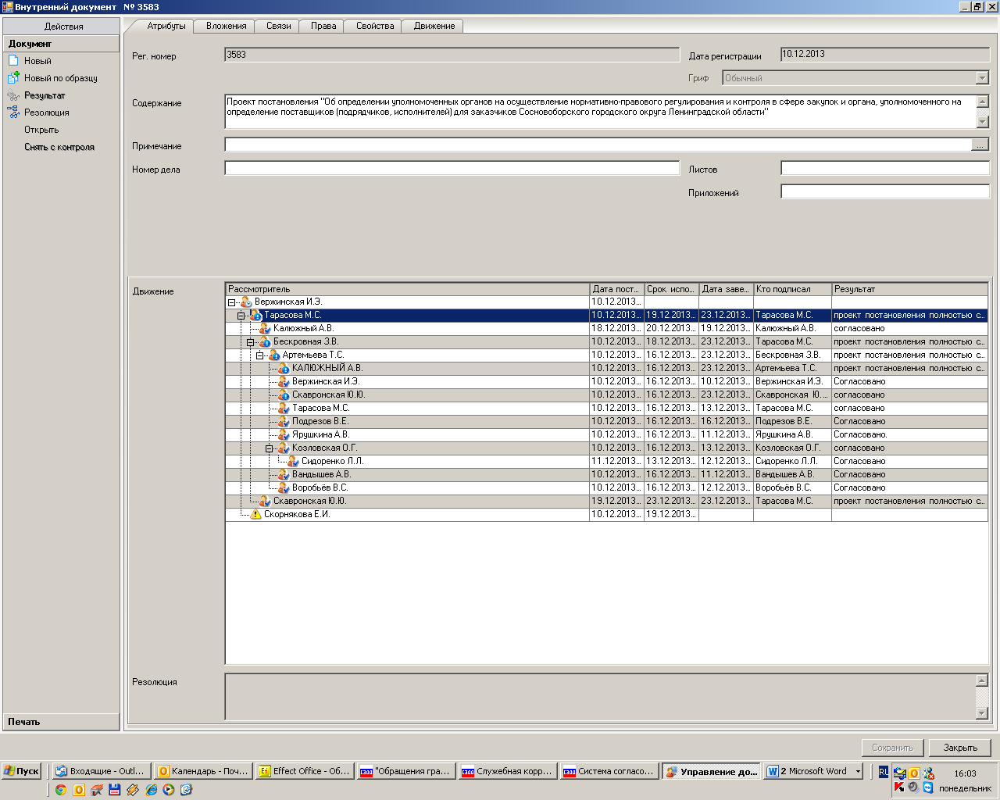 Внутренний документ № 3583
Действия
Документ
Новый
Новый по образцу
Результат
Резолюция
Открыть
Снять с контроля
Печать
Атрибуты Вложения Связи Права Свойства Движение
Рег. номер 3583 Дата регистрации 10.12.2013
Гриф Обычный
Содержание Проект постановления "Об определении уполномоченных органов на осуществление нормативно-правового регулирования и контроля в сфере закупок и органа, уполномоченного на
определение поставщиков (подрядчиков, исполнителей) для заказчиков Сосновоборского городского округа Ленинградской области"
Примечание ...
Номер дела Листов
Приложений
Движение
Рассмотритель Дата пост... Срок испо... Дата заве... Кто подписал Результат
Вержинская И.Э. 10.12.2013...
Тарасова М.С. 10.12.2013... 19.12.2013... 23.12.2013... Тарасова М.С. проект постановления полностью с...
Калюжный А.В. 18.12.2013... 20.12.2013... 19.12.2013... Калюжный А.В. согласовано
Бескровная З.В. 10.12.2013... 18.12.2013... 23.12.2013... Тарасова М.С. проект постановления полностью с...
Артемьева Т.С. 10.12.2013... 16.12.2013... 23.12.2013... Бескровная З.В. проект постановления полностью с...
КАЛЮЖНЫЙ А.В. 10.12.2013... 16.12.2013... 23.12.2013... Артемьева Т.С. проект постановления полностью с...
Вержинская И.Э. 10.12.2013... 16.12.2013... 10.12.2013... Вержинская И.Э. Согласовано
Скавронская Ю.Ю. 10.12.2013... 16.12.2013... 23.12.2013... Скавронская Ю.... согласовано
Тарасова М.С. 10.12.2013... 16.12.2013... 13.12.2013... Тарасова М.С. согласовано
Подрезов В.Е. 10.12.2013... 16.12.2013... 16.12.2013... Подрезов В.Е. Согласовано
Ярушкина А.В. 10.12.2013... 16.12.2013... 11.12.2013... Ярушкина А.В. Согласовано.
Козловская О.Г. 10.12.2013... 16.12.2013... 13.12.2013... Козловская О.Г. согласовано
Сидоренко Л.Л. 11.12.2013... 13.12.2013... 12.12.2013... Сидоренко Л.Л. Согласовано
Вандышев А.В. 10.12.2013... 16.12.2013... 11.12.2013... Вандышев А.В. Согласовано
Воробьёв В.С. 10.12.2013... 16.12.2013... 12.12.2013... Воробьёв В.С. Согласовано
Скавронская Ю.Ю. 19.12.2013... 23.12.2013... 23.12.2013... Тарасова М.С. проект постановления полностью с...
Скорнякова Е.И. 10.12.2013... 19.12.2013...
Резолюция
Сохранить Закрыть
Пуск Входящие - Outl... Календарь - Поч... Effect Office - Об... "Обращения гра... Служебная корр... Система согласо... Управление до... 2 Microsoft Word RL 16:03
понедельник